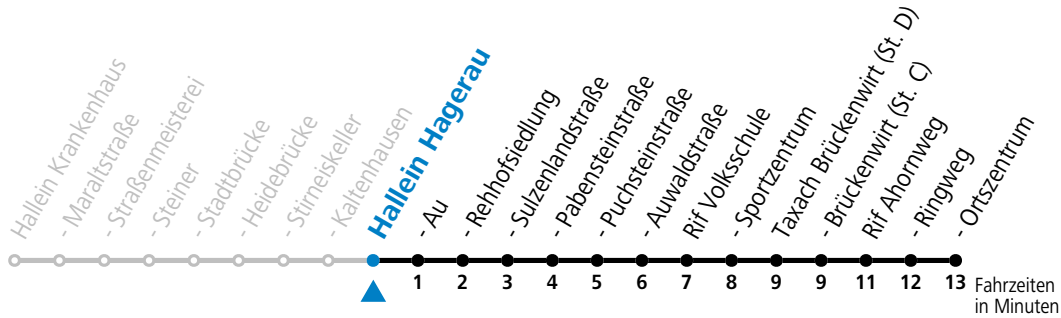 Hallein Krankenhaus
- Maraltstraße
- Straßenmeisterei
- Steiner
- Stadtbrücke
- Heidebrücke
- Stirneiskeller
- Kaltenhausen
Hallein Hagerau
- Au
- Rehhofsiedlung
- Sulzenlandstraße
- Pabensteinstraße
- Puchsteinstraße
- Auwaldstraße
Rif Volksschule
- Sportzentrum
Taxach Brückenwirt (St. D)
- Brückenwirt (St. C)
Rif Ahornweg
- Ringweg
- Ortszentrum
1 2 3 4 5 6 7 8 9 9 11 12 13 Fahrzeiten
in Minuten